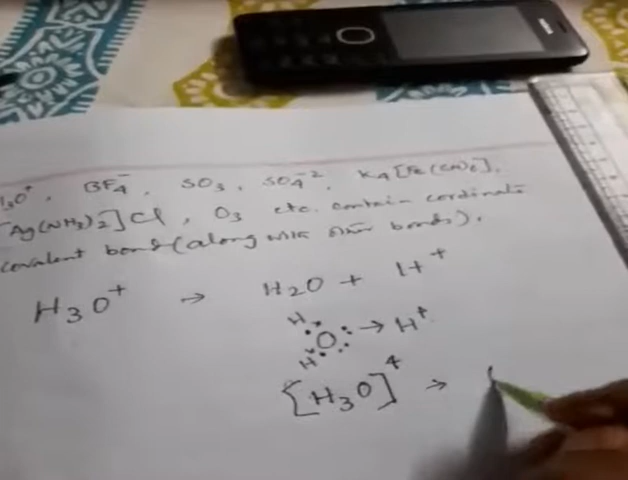 H3O⁺, BF4⁻, SO3, SO4⁻², K4[Fe(CN)6],
[Ag(NH3)2]Cl, O3 etc. contain cordinate
covalent bond (along with other bonds).
H3O⁺ → H2O + H⁺
H
O → H⁺
H
[H3O]⁺ →